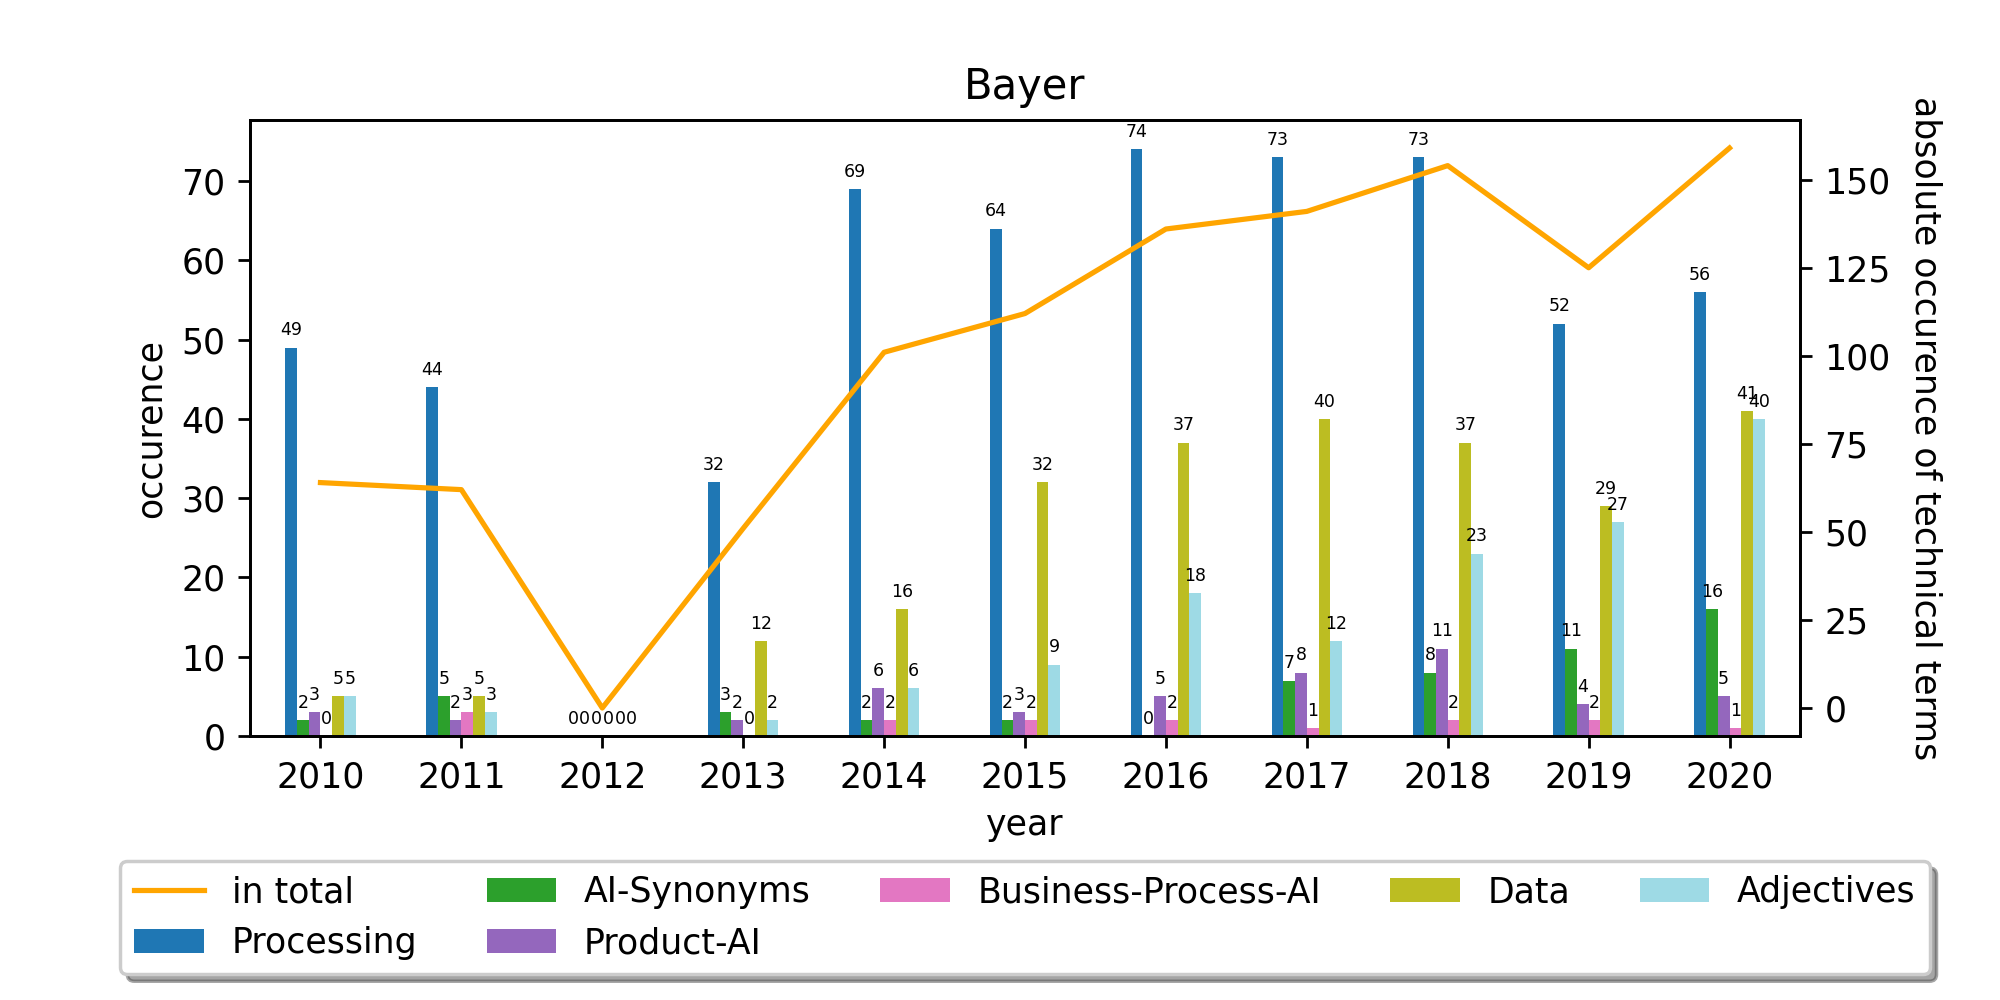 Bayer
occurence
absolute occurence of technical terms
70
60
50
40
30
20
10
0
150
125
100
75
50
25
0
49 2 3 0 5 5
44 5 2 3 5 3
000000
32 3 2 0 12 2
69 2 6 2 16 6
64 2 3 2 32 9
74 0 5 2 37 18
73 7 8 1 40 12
73 8 11 2 37 23
52 11 4 2 29 27
56 16 5 1 41 40
2010 2011 2012 2013 2014 2015 2016 2017 2018 2019 2020
year
in total AI-Synonyms Business-Process-AI Data Adjectives
Processing Product-AI